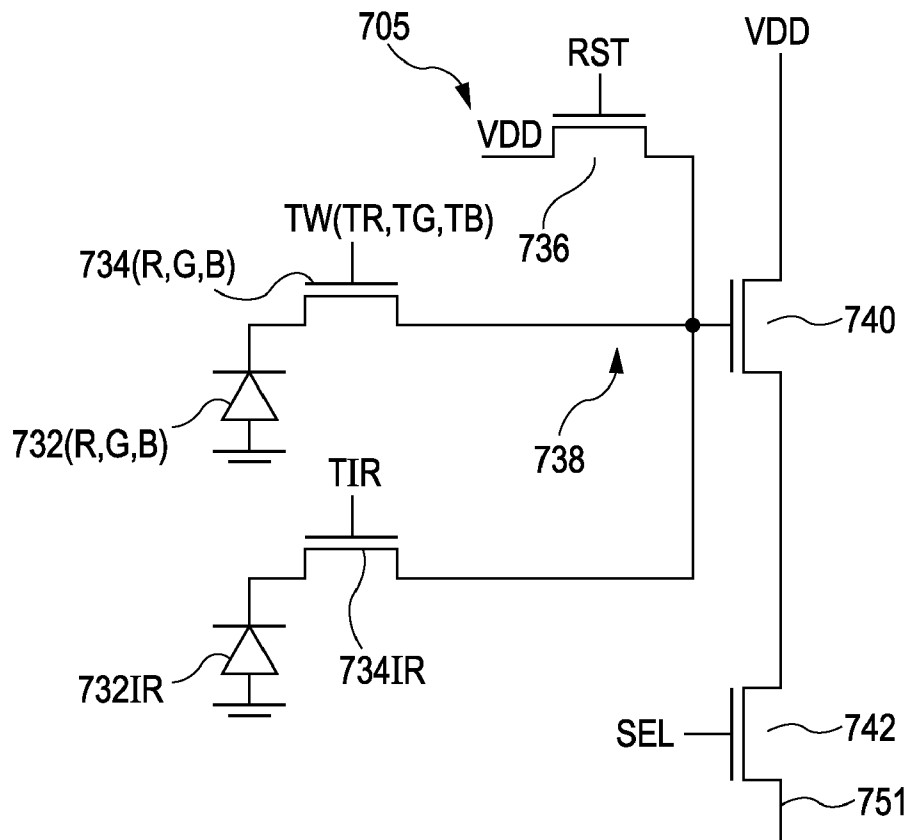 705
RST
VDD
VDD
TW(TR,TG,TB)
736
734(R,G,B)
740
732(R,G,B)
738
TIR
732IR
734IR
SEL
742
751